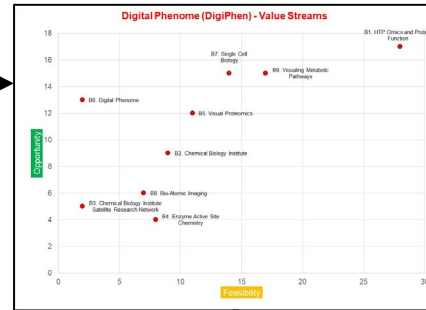 Digital Phenome (DigiPhen) - Value Streams
18
16
14
12
10
8
6
4
2
0
Opportunity
B1. HTP Omics and Prote
Function
B7. Single Cell
Biology
B9. Visualing Metabolic
Pathways
B6. Digital Phenome
B5. Visual Proteomics
B2. Chemical Biology Institute
B8. Bio-Atomic Imaging
B3. Chemical Biology Institute
Satellite Research Network
B4. Enzyme Active Site
Chemistry
0
5
10
15
20
25
30
Feasibility